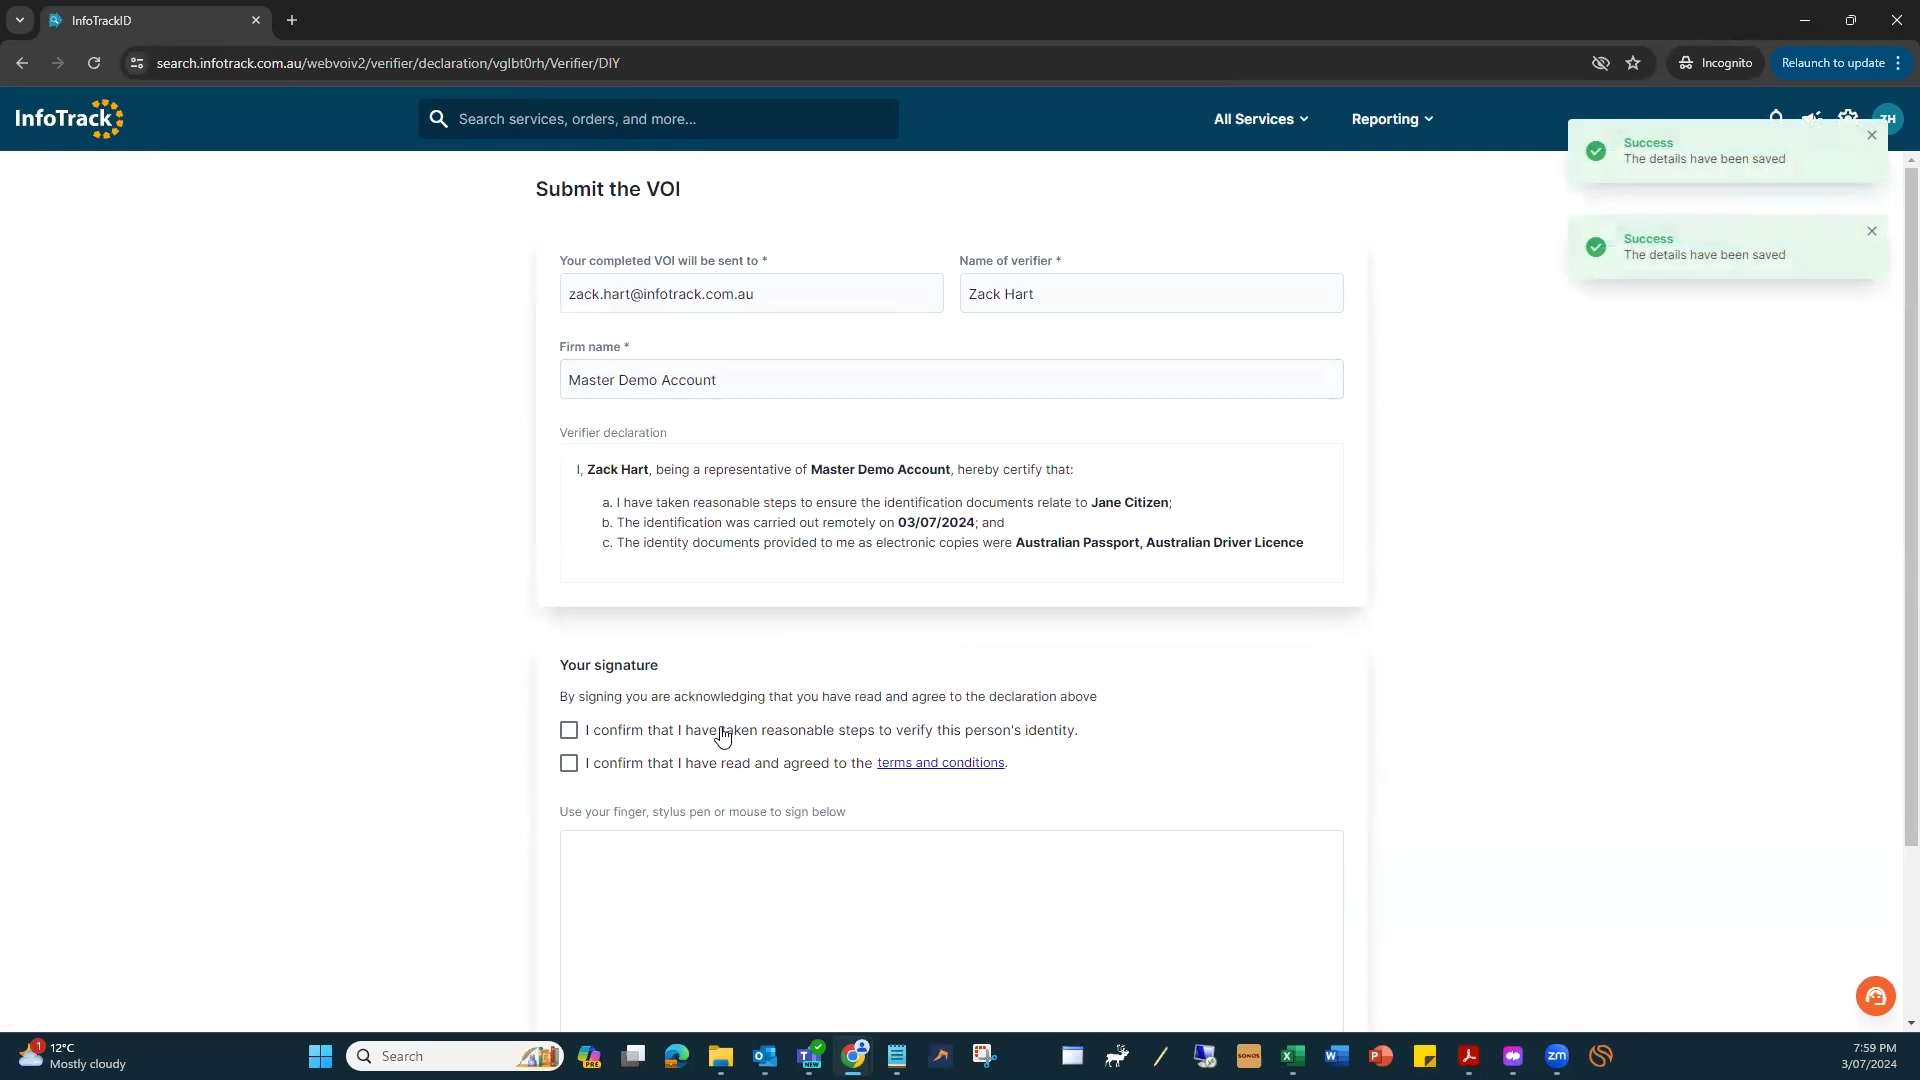 InfoTrackID
search.infotrack.com.au/webvoiv2/verifier/declaration/vglbt0rh/Verifier/DIY
Incognito
Relaunch to update
InfoTrack
Search services, orders, and more...
All Services
Reporting
ZH
Success
The details have been saved
Success
The details have been saved
Submit the VOI
Your completed VOI will be sent to *
Name of verifier *
zack.hart@infotrack.com.au
Zack Hart
Firm name *
Master Demo Account
Verifier declaration
I, Zack Hart, being a representative of Master Demo Account, hereby certify that:
a. I have taken reasonable steps to ensure the identification documents relate to Jane Citizen;
b. The identification was carried out remotely on 03/07/2024; and
c. The identity documents provided to me as electronic copies were Australian Passport, Australian Driver Licence
Your signature
By signing you are acknowledging that you have read and agree to the declaration above
I confirm that I have taken reasonable steps to verify this person's identity.
I confirm that I have read and agreed to the terms and conditions.
Use your finger, stylus pen or mouse to sign below
1
12°C
Mostly cloudy
Search
PRE
NEW
SONOS
zm
7:59 PM
3/07/2024